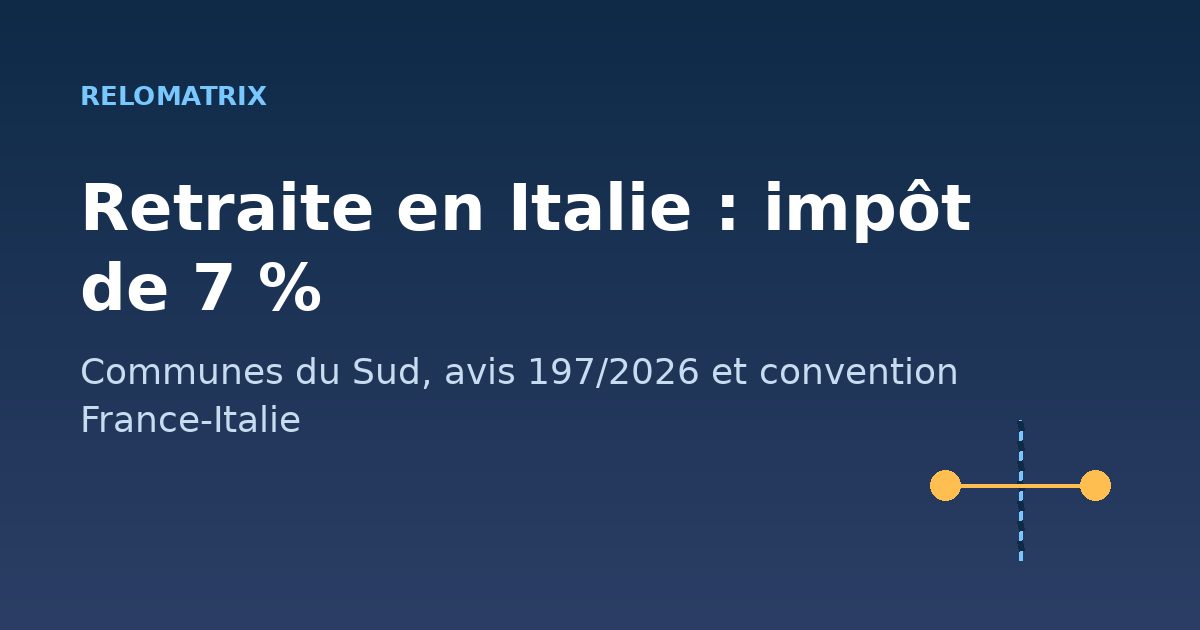 RELOMATRIX
Retraite en Italie : impôt
de 7 %
Communes du Sud, avis 197/2026 et convention
France-Italie